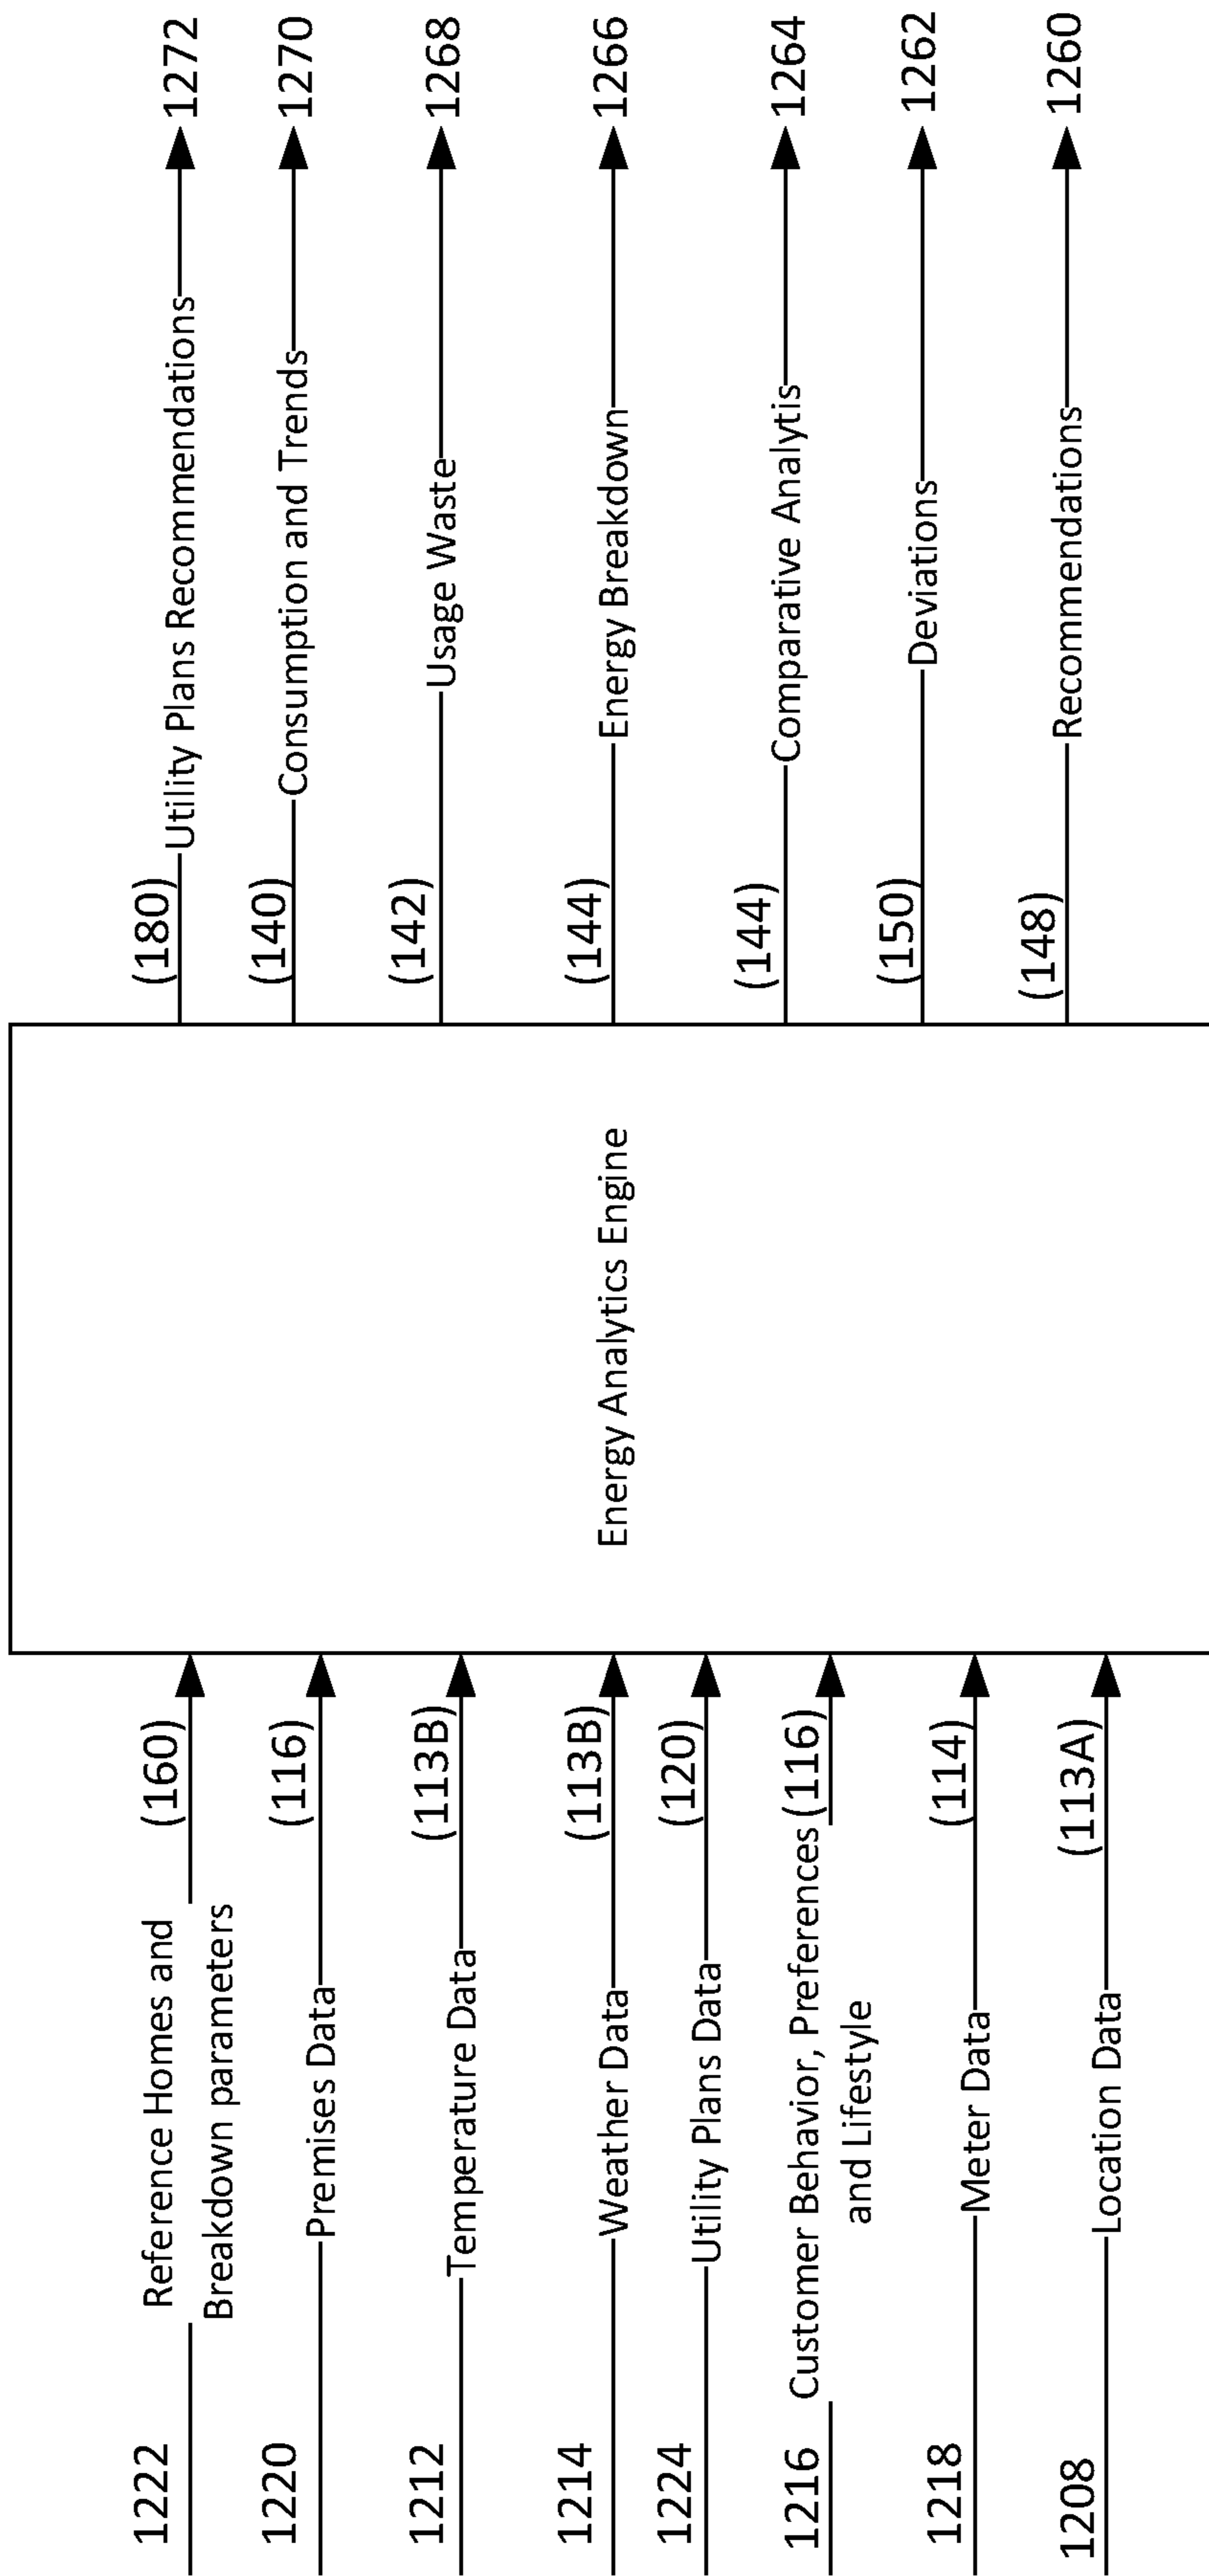 1222
Reference Homes and
Breakdown parameters
(160)
1220
Premises Data
(116)
1212
Temperature Data
(113B)
1214
Weather Data
(113B)
1224
Utility Plans Data
(120)
1216
Customer Behavior, Preferences
and Lifestyle
(116)
1218
Meter Data
(114)
1208
Location Data
(113A)
Energy Analytics Engine
(180)
Utility Plans Recommendations
1272
(140)
Consumption and Trends
1270
(142)
Usage Waste
1268
(144)
Energy Breakdown
1266
(144)
Comparative Analytis
1264
(150)
Deviations
1262
(148)
Recommendations
1260